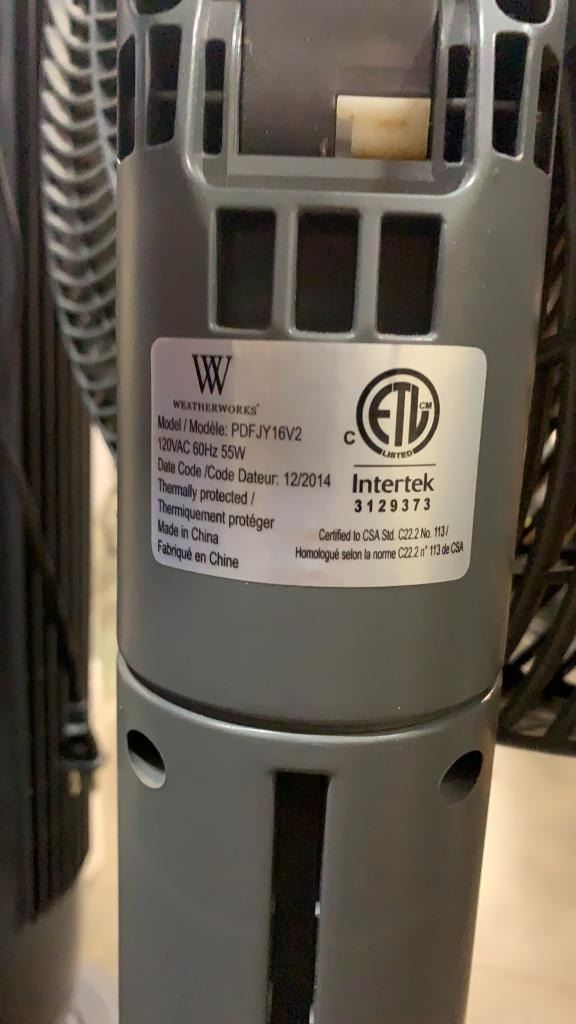 W
WEATHERWORKS®
Model / Modèle: PDFJY16V2
120VAC 60Hz 55W
Date Code /Code Dateur: 12/2014
Thermally protected /
Thermiquement protéger
Made in China
Fabriqué en Chine
C ETL CM
LISTED
Intertek
3129373
Certified to CSA Std. C22.2 No. 113/
Homologué selon la norme C22.2 n° 113 de CSA